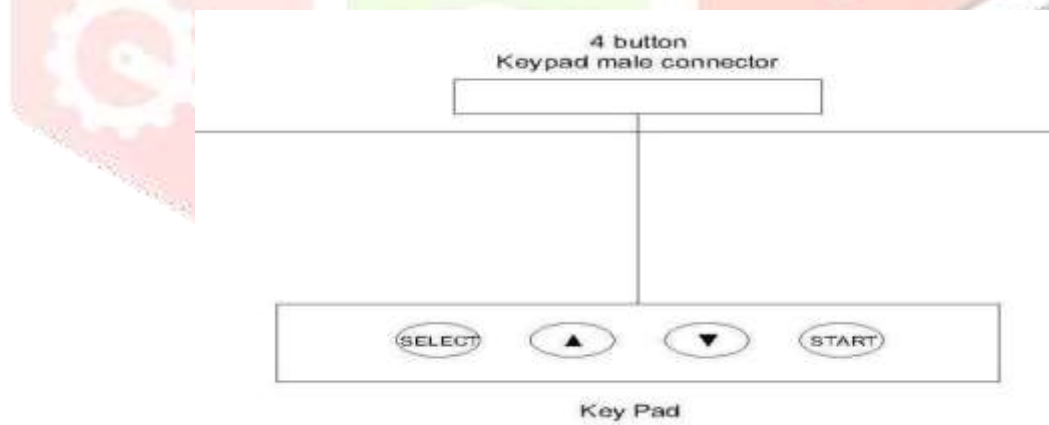 4 button
Keypad male connector
SELECT ▲ ▼ START
Key Pad